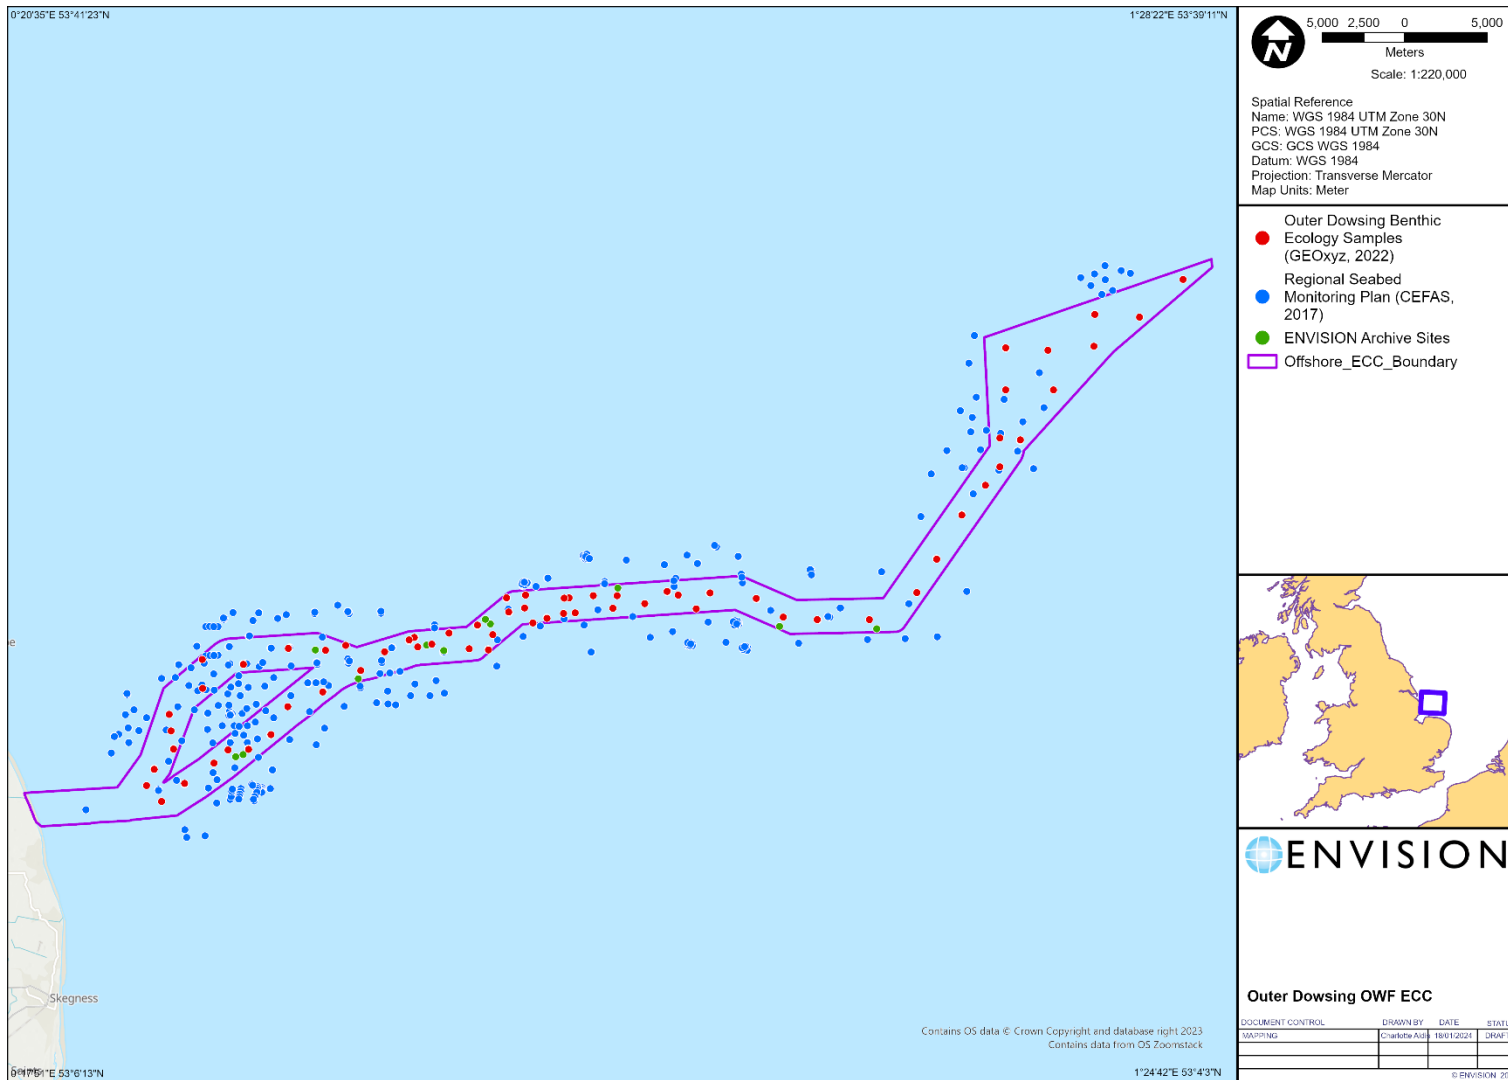 0°20'35"E 53°41'23"N
1°28'22"E 53°39'11"N
5,000 2,500 0 5,000
Meters
Scale: 1:220,000
Spatial Reference
Name: WGS 1984 UTM Zone 30N
PCS: WGS 1984 UTM Zone 30N
GCS: GCS WGS 1984
Datum: WGS 1984
Projection: Transverse Mercator
Map Units: Meter
Outer Dowsing Benthic
Ecology Samples
(GEOxyz, 2022)
Regional Seabed
Monitoring Plan (CEFAS,
2017)
ENVISION Archive Sites
Offshore_ECC_Boundary
N
Skegness
Contains OS data © Crown Copyright and database right 2023
Contains data from OS Zoomstack
53°6'13"N
1°24'42"E 53°4'3"N
ENVISION
Outer Dowsing OWF ECC
DOCUMENT CONTROL DRAWN BY DATE STATU
MAPPING Charlotte 18/01/2024 DRAFT
© ENVISION 20